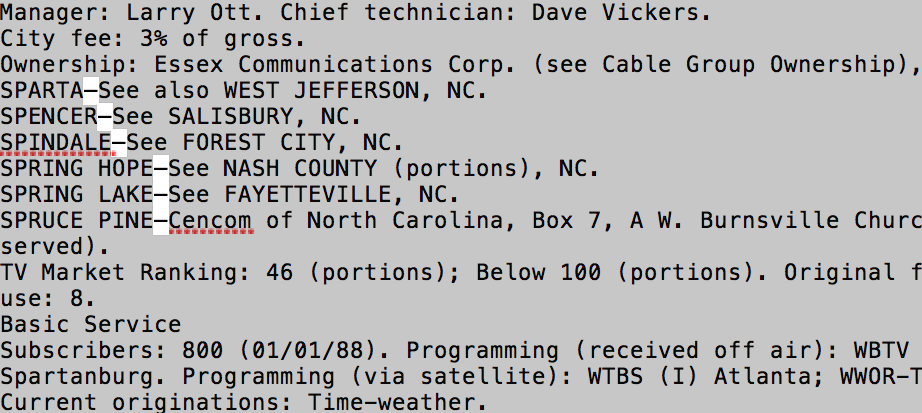 Manager: Larry Ott. Chief technician: Dave Vickers.
City fee: 3% of gross.
Ownership: Essex Communications Corp. (see Cable Group Ownership),
SPARTA—See also WEST JEFFERSON, NC.
SPENCER—See SALISBURY, NC.
SPINDALE—See FOREST CITY, NC.
SPRING HOPE—See NASH COUNTY (portions), NC.
SPRING LAKE—See FAYETTEVILLE, NC.
SPRUCE PINE—Cencom of North Carolina, Box 7, A W. Burnsville Churc
served).
TV Market Ranking: 46 (portions); Below 100 (portions). Original f
use: 8.
Basic Service
Subscribers: 800 (01/01/88). Programming (received off air): WBTV
Spartanburg. Programming (via satellite): WTBS (I) Atlanta; WWOR-T
Current originations: Time-weather.